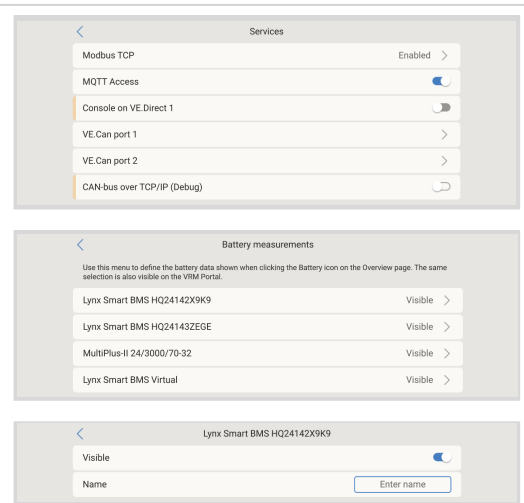 Services
Modbus TCP Enabled
MQTT Access
Console on VE.Direct 1
VE.Can port 1
VE.Can port 2
CAN-bus over TCP/IP (Debug)
Battery measurements
Use this menu to define the battery data shown when clicking the Battery icon on the Overview page. The same
selection is also visible on the VRM Portal.
Lynx Smart BMS HQ24142X9K9 Visible
Lynx Smart BMS HQ24143ZEGE Visible
MultiPlus-II 24/3000/70-32 Visible
Lynx Smart BMS Virtual Visible
Lynx Smart BMS HQ24142X9K9
Visible
Name Enter name